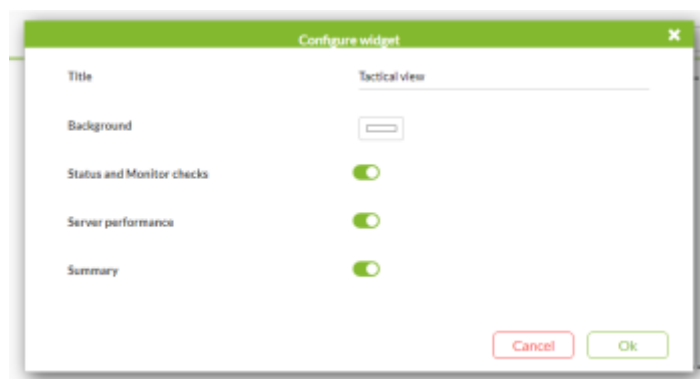 Configure widget
Title Tactical view
Background
Status and Monitor checks
Server performance
Summary
Cancel Ok